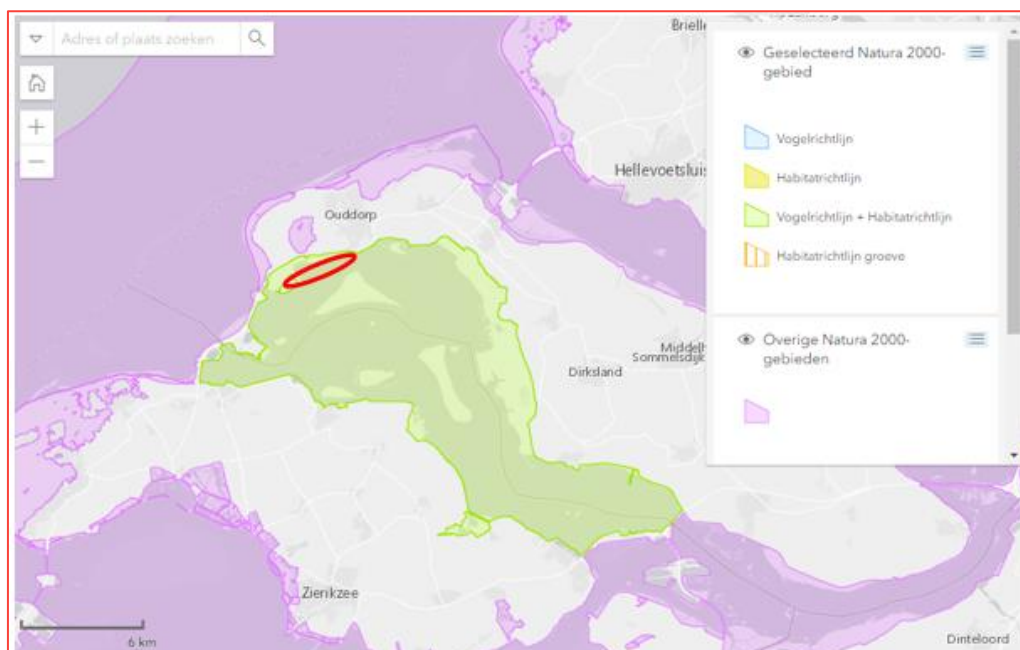 Adres of plaats zoeken
Brielle
Geselecteerd Natura 2000-
gebied
Vogelrichtlijn
Habitatrichtlijn
Hellevoetsluis
Vogelrichtlijn + Habitatrichtlijn
Ouddorp
Habitatrichtlijn groeve
Overige Natura 2000-
gebieden
Middelh
Sommelsdijk
Dirksland
Zierikzee
6 km
Dinteloord